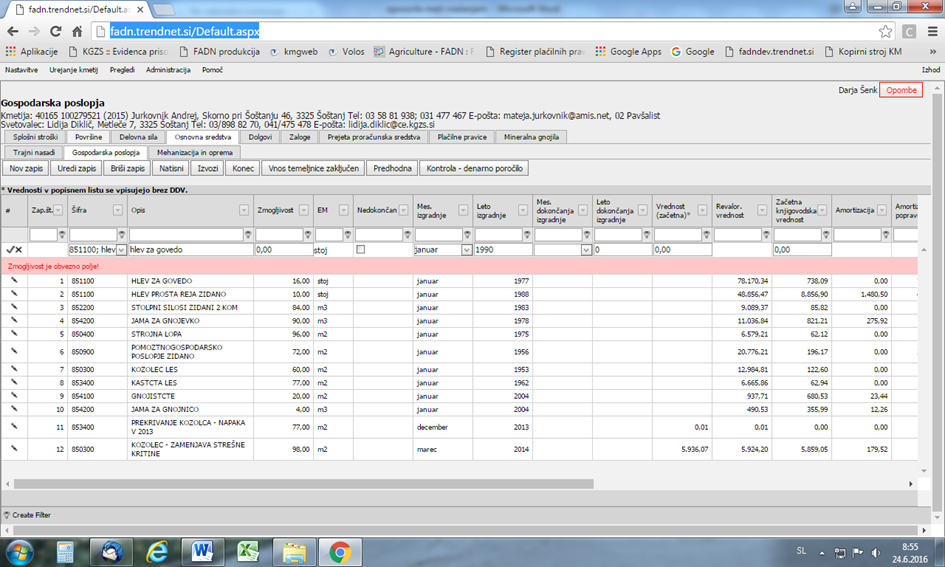 fadn.trendnet.si/Default.a
fadn.trendnet.si/Default.aspx
Aplikacije KGZS :: Evidenca pris FADN produkcija kmgweb Volos Agriculture - FADN : F Register plačilnih prav Google Apps Google fadndev.trendnet.si Kopirni stroj KM »
Nastavitve Urejanje kmetij Pregledi Administracija Pomoč Izhod
Darja Šenk Opombe
Gospodarska poslopja
Kmetija: 40165 100279521 (2015) Jurkovnik Andrej, Skorno pri Šoštanju 46, 3325 Šoštanj Tel: 03 58 81 938; 031 477 467 E-pošta: mateja.jurkovnik@amis.net, 02 Pavšalist
Svetovalec: Lidija Diklić, Metleče 7, 3325 Šoštanj Tel: 03/898 82 70, 041/475 478 E-pošta: lidija.diklic@ce.kgzs.si
Splošni stroški Površine Delovna sila Osnovna sredstva Dolgovi Zaloge Prejeta proračunska sredstva Plačilne pravice Mineralna gnojila
Trajni nasadi Gospodarska poslopja Mehanizacija in oprema
Nov zapis Uredi zapis Briši zapis Natisni Izvozi Konec Vnos temeljnice zaključen Predhodna Kontrola - denarno poročilo
* Vrednosti v popisnem listu se vpisujejo brez DDV.
# Zap.št. Šifra Opis Zmogljivost EM Nedokončan Mes. izgradnje Leto izgradnje Mes. dokončanja izgradnje Leto dokončanja izgradnje Vrednost (začetna)* Revalor. vrednost Začetna knjigovodska vrednost Amortizacija Amortiz popravek
851100; hlev hlev za govedo 0,00 stoj januar 1990 0 0,00 0,00
Zmogljivost je obvezno polje!
1 851100 HLEV ZA GOVEDO 16,00 stoj januar 1977 78.170,34 738,09 0,00
2 851100 HLEV PROSTA REJA ZIDANO 10,00 stoj januar 1988 48.856,47 8.856,90 1.480,50
3 852200 STOLPNI SILOSI ZIDANI 2 KOM 84,00 m3 januar 1983 9.089,37 85,82 0,00
4 854200 JAMA ZA GNOJEVKO 90,00 m3 januar 1978 11.036,84 821,21 275,92
5 850400 STROJNA LOPA 96,00 m2 januar 1975 6.579,21 62,12 0,00
6 850900 POMOZTNOGOSPODARSKO POSLOPJE ZIDANO 72,00 m2 januar 1956 20.776,21 196,17 0,00
7 850300 KOZOLEC LES 60,00 m2 januar 1953 12.984,81 122,60 0,00
8 853400 KASTCTA LES 77,00 m2 januar 1962 6.665,86 62,94 0,00
9 854100 GNOJISTCTE 20,00 m2 januar 2004 937,71 680,53 23,44
10 854200 JAMA ZA GNOJNICO 4,00 m3 januar 2004 490,53 355,99 12,26
11 853400 PREKRIVANJE KOZOLCA - NAPAKA V 2013 77,00 m2 december 2013 0,01 0,01 0,00 0,00
12 850300 KOZOLEC - ZAMENJAVA STREŠNE KRITINE 98,00 m2 marec 2014 5.936,07 5.924,20 5.859,05 179,52
Create Filter
SL 8:55
24.6.2016